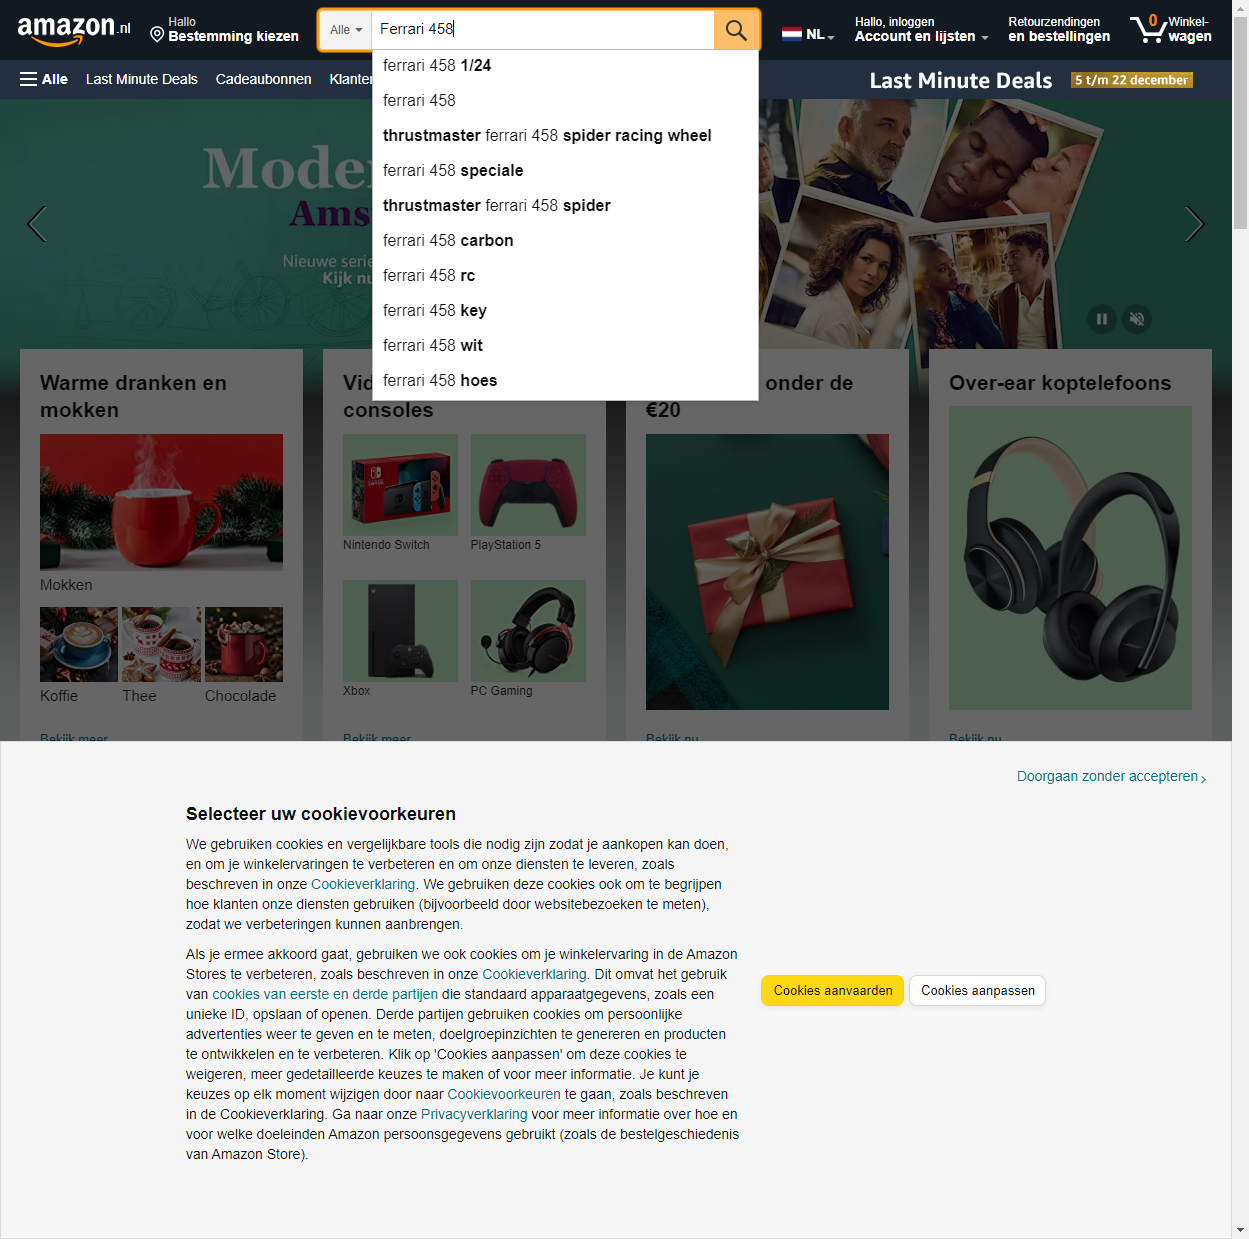 amazon.nl
Hallo
Bestemming kiezen
Alle
Ferrari 458
NL
Hallo, inloggen
Account en lijsten
Retourzendingen
en bestellingen
0
Winkel-
wagen
Alle
Last Minute Deals
Cadeaubonnen
Last Minute Deals
5 t/m 22 december
ferrari 458 1/24
ferrari 458
thrustmaster ferrari 458 spider racing wheel
ferrari 458 speciale
thrustmaster ferrari 458 spider
ferrari 458 carbon
ferrari 458 rc
ferrari 458 key
ferrari 458 wit
ferrari 458 hoes
Nieuwe serie
Warme dranken en
mokken
Mokken
Koffie
Thee
Chocolade
Bekijk meer
consoles
Nintendo Switch
PlayStation 5
Xbox
PC Gaming
Bekijk meer
onder de
€20
Bekijk nu
Over-ear koptelefoons
Bekijk nu
Doorgaan zonder accepteren ›
Selecteer uw cookievoorkeuren
We gebruiken cookies en vergelijkbare tools die nodig zijn zodat je aankopen kan doen,
en om je winkelervaringen te verbeteren en om onze diensten te leveren, zoals
beschreven in onze Cookieverklaring. We gebruiken deze cookies ook om te begrijpen
hoe klanten onze diensten gebruiken (bijvoorbeeld door websitebezoeken te meten),
zodat we verbeteringen kunnen aanbrengen.
Als je ermee akkoord gaat, gebruiken we ook cookies om je winkelervaring in de Amazon
Stores te verbeteren, zoals beschreven in onze Cookieverklaring. Dit omvat het gebruik
van cookies van eerste en derde partijen die standaard apparaatgegevens, zoals een
unieke ID, opslaan of openen. Derde partijen gebruiken cookies om persoonlijke
advertenties weer te geven en te meten, doelgroepinzichten te genereren en producten
te ontwikkelen en te verbeteren. Klik op 'Cookies aanpassen' om deze cookies te
weigeren, meer gedetailleerde keuzes te maken of voor meer informatie. Je kunt je
keuzes op elk moment wijzigen door naar Cookievoorkeuren te gaan, zoals beschreven
in de Cookieverklaring. Ga naar onze Privacyverklaring voor meer informatie over hoe en
voor welke doeleinden Amazon persoonsgegevens gebruikt (zoals de bestelgeschiedenis
van Amazon Store).
Cookies aanvaarden
Cookies aanpassen